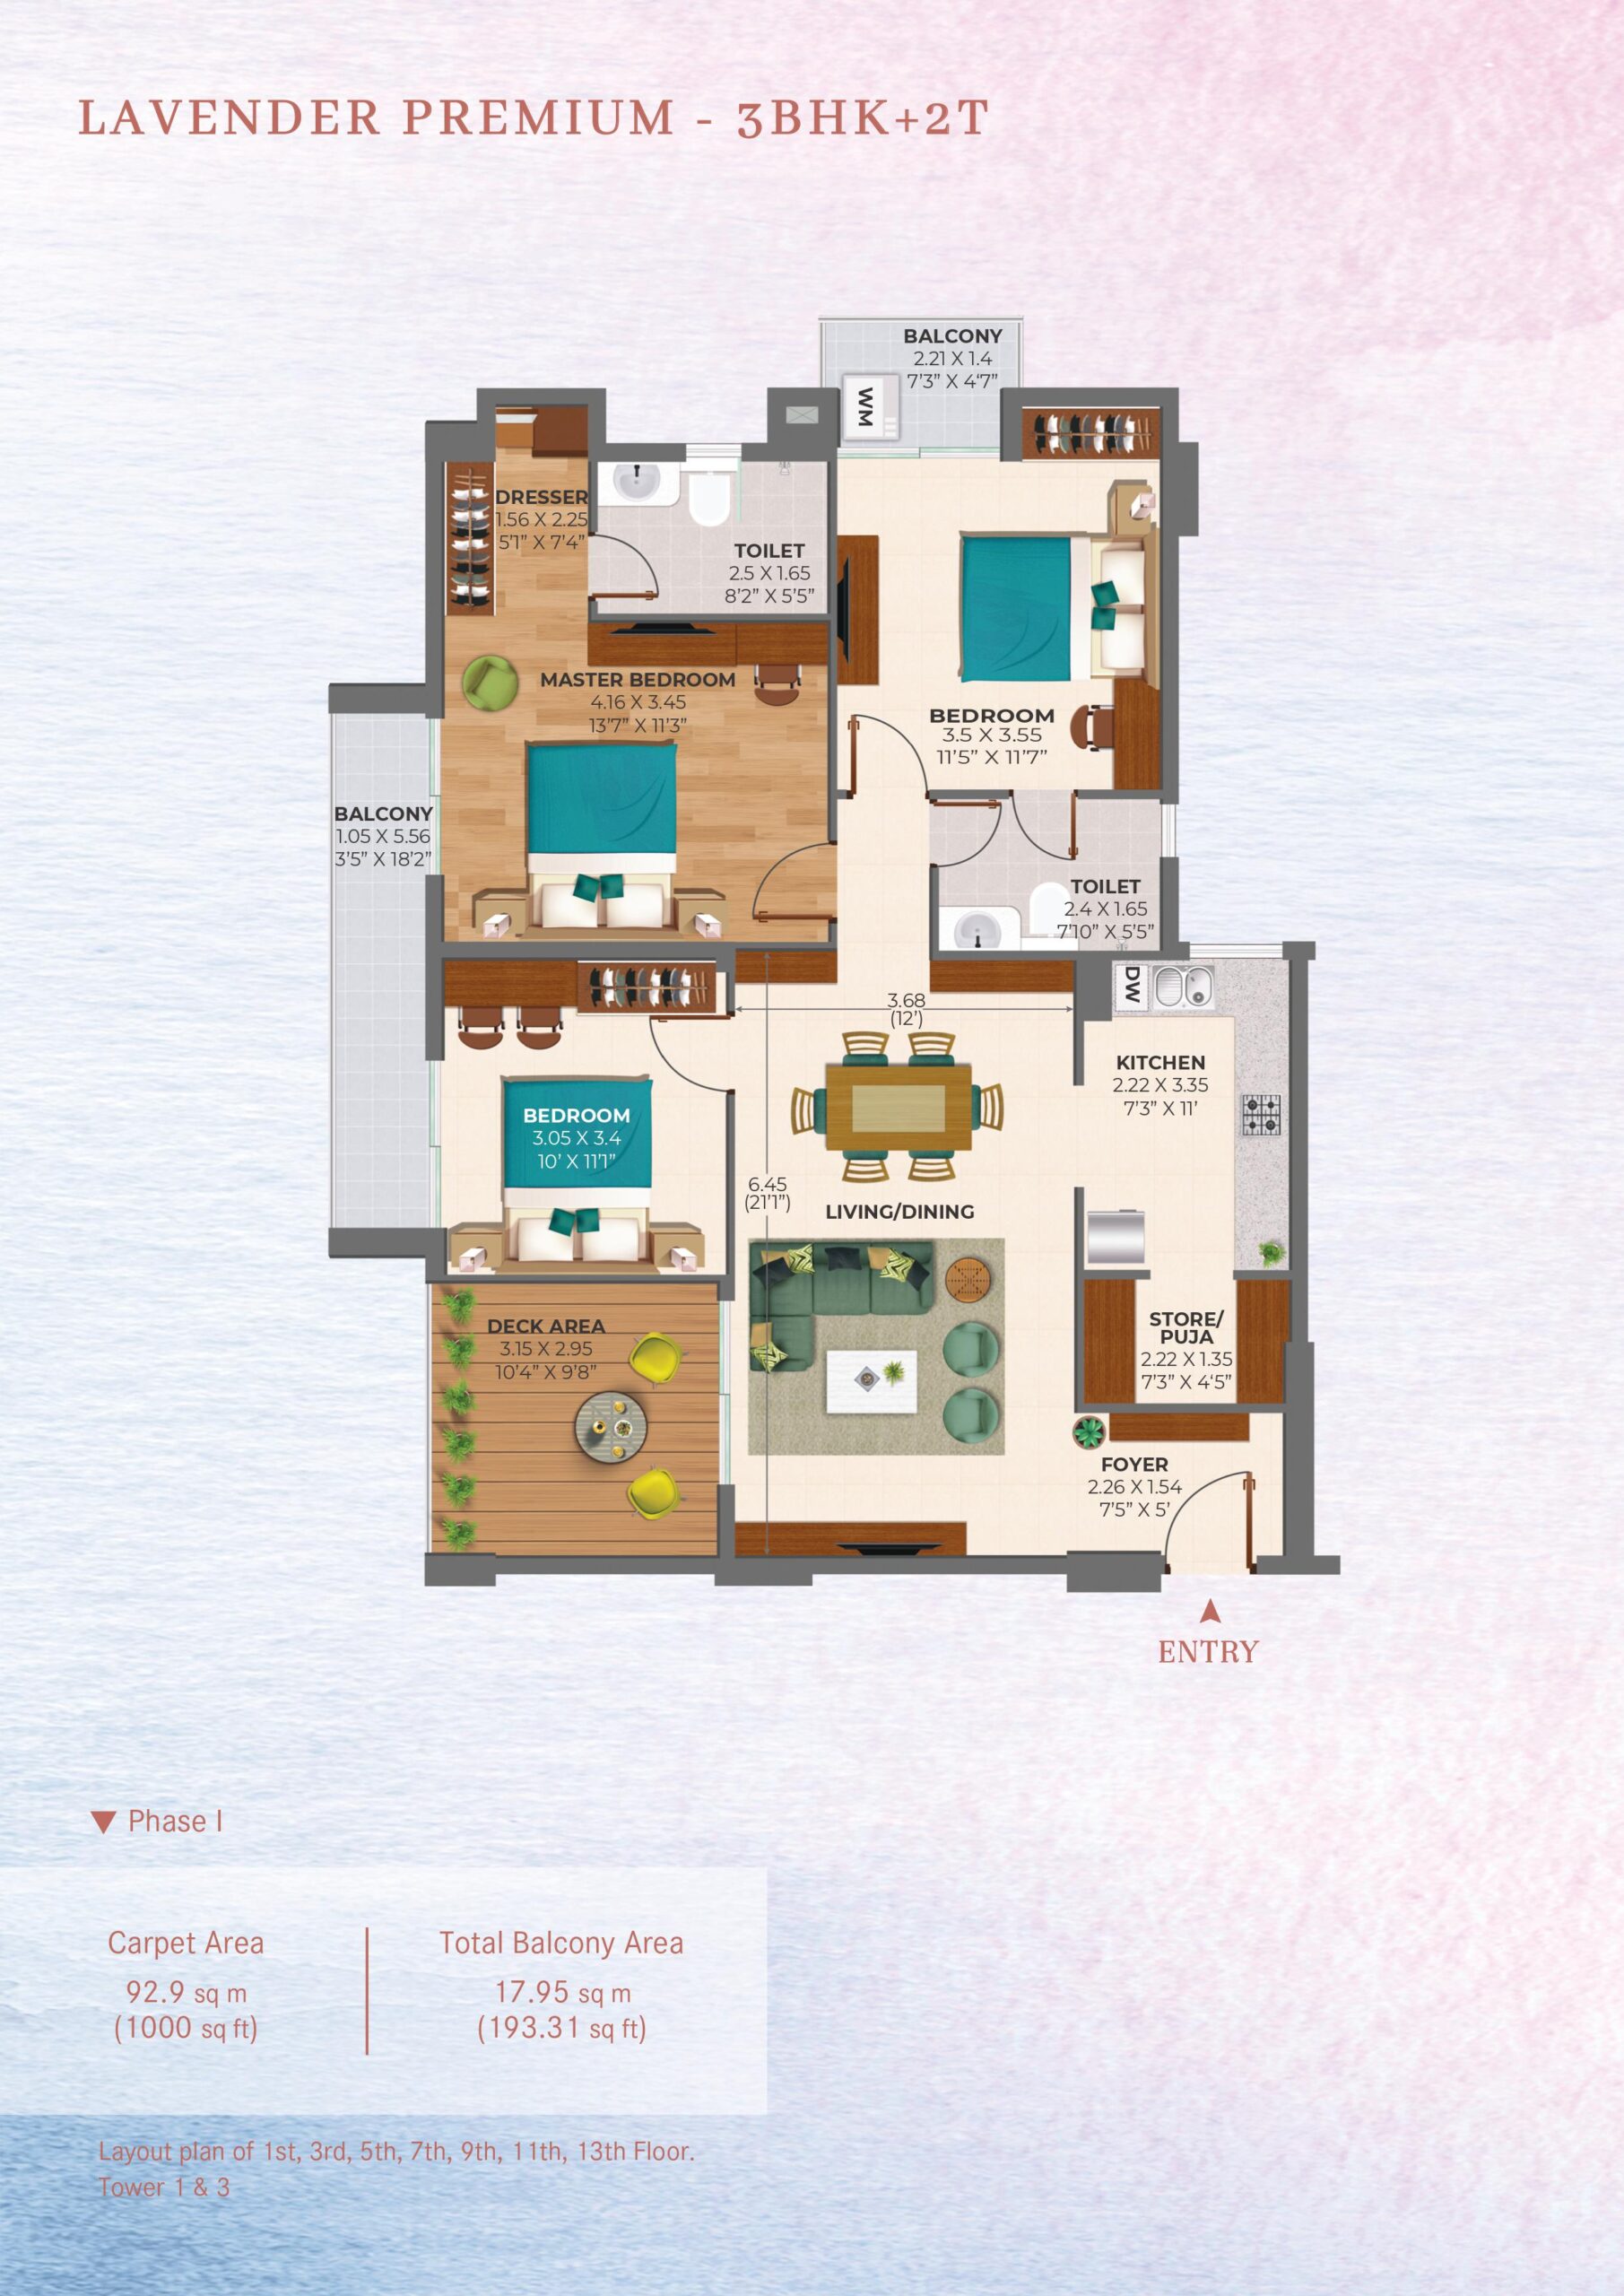 LAVENDER PREMIUM - 3BHK+2T
BALCONY
2.21 X 1.4
7'3" X 4'7"
WM
DRESSER
1.56 X 2.25
5'1" X 7'4"
TOILET
2.5 X 1.65
8'2" X 5'5"
MASTER BEDROOM
4.16 X 3.45
13'7" X 11'3"
BEDROOM
3.5 X 3.55
11'5" X 11'7"
BALCONY
1.05 X 5.56
3'5" X 18'2"
TOILET
2.4 X 1.65
7'10" X 5'5"
DW
3.68
(12')
KITCHEN
2.22 X 3.35
7'3" X 11'
BEDROOM
3.05 X 3.4
10' X 11'1"
6.45
(21'1")
LIVING/DINING
DECK AREA
3.15 X 2.95
10'4" X 9'8"
STORE/
PUJA
2.22 X 1.35
7'3" X 4'5"
FOYER
2.26 X 1.54
7'5" X 5'
ENTRY
Phase I
Carpet Area
92.9 sq m
(1000 sq ft)
Total Balcony Area
17.95 sq m
(193.31 sq ft)
Layout plan of 1st, 3rd, 5th, 7th, 9th, 11th, 13th Floor.
Tower 1 & 3